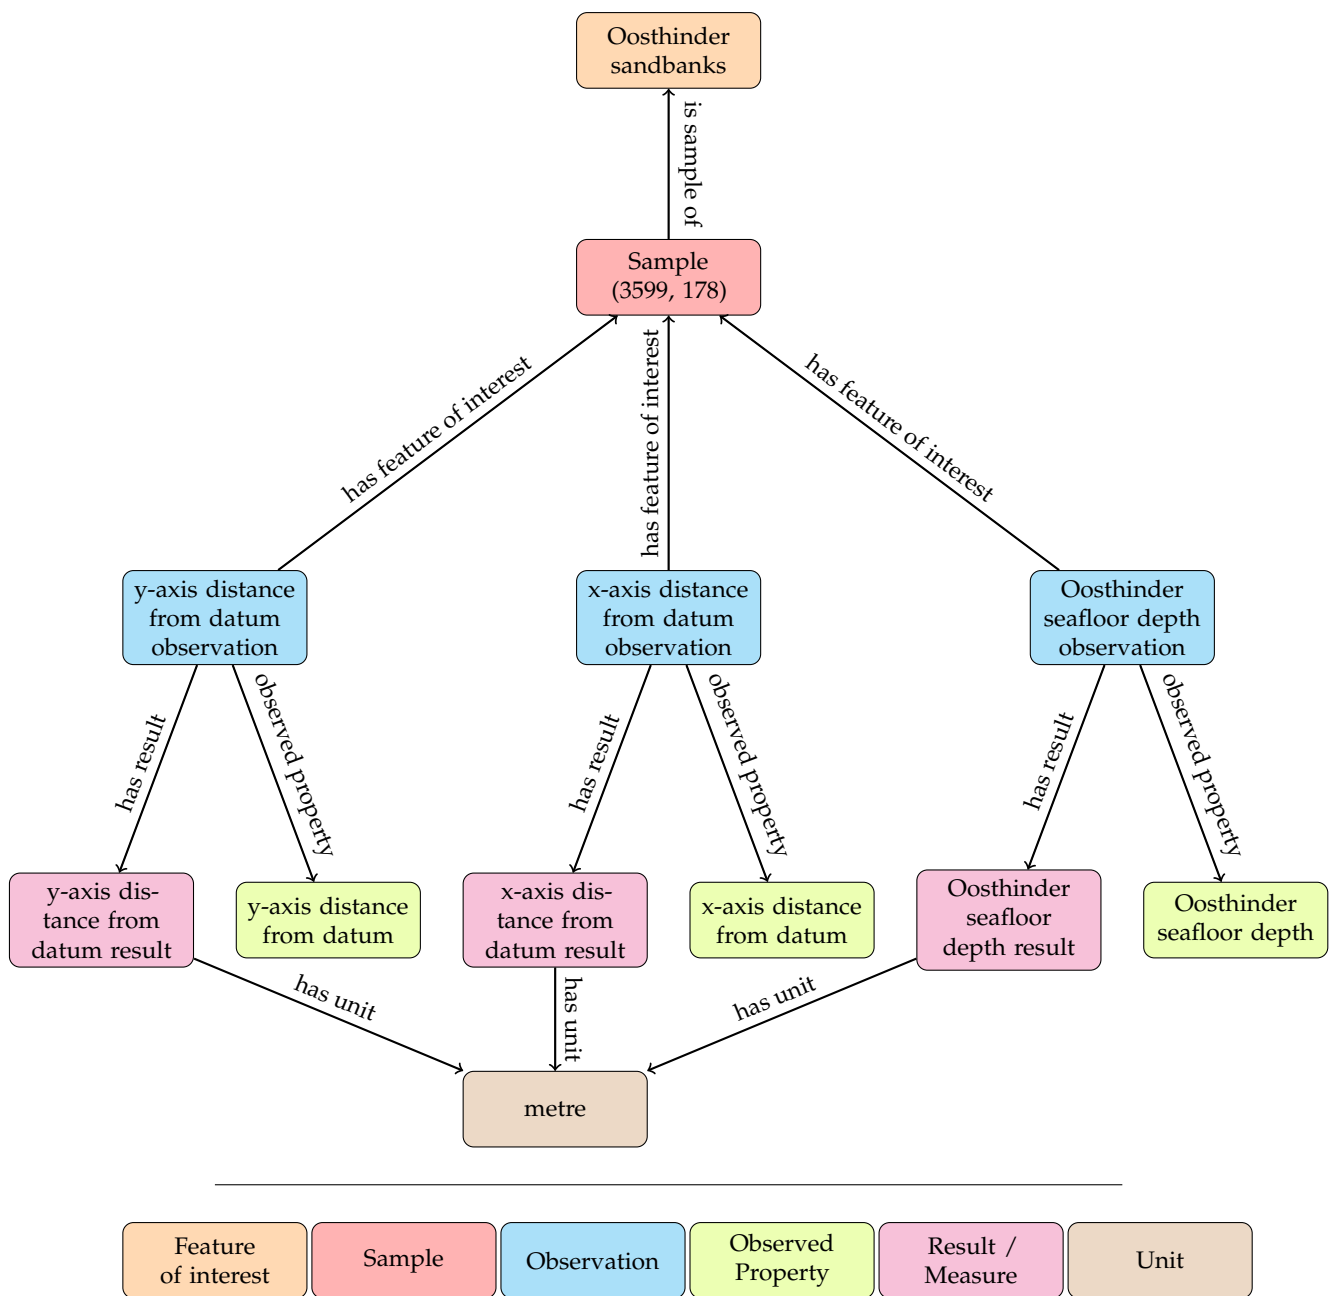 Oosthinder
sandbanks
is sample of
Sample
(3599, 178)
has feature of interest
has feature of interest
has feature of interest
y-axis distance
from datum
observation
x-axis distance
from datum
observation
Oosthinder
seafloor depth
observation
has result
observed property
has result
observed property
has result
observed property
y-axis dis-
tance from
datum result
y-axis distance
from datum
x-axis dis-
tance from
datum result
x-axis distance
from datum
Oosthinder
seafloor
depth result
Oosthinder
seafloor depth
has unit
has unit
has unit
metre
Feature
of interest
Sample
Observation
Observed
Property
Result /
Measure
Unit